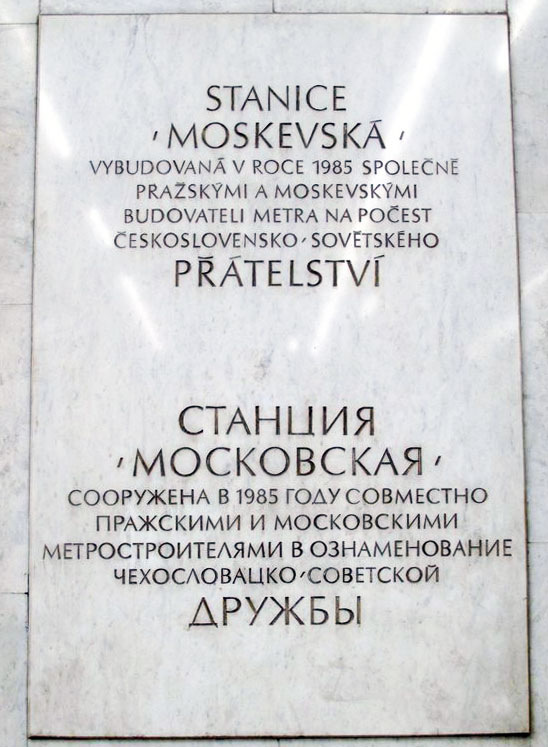 STANICE
'MOSKEVSKÁ'
VYBUDOVANÁ V ROCE 1985 SPOLEČNĚ
PRAŽSKÝMI A MOSKEVSKÝMI
BUDOVATELI METRA NA POČEST
ČESKOSLOVENSKO-SOVĚTSKÉHO
PŘÁTELSTVÍ
СТАНЦИЯ
'МОСКОВСКАЯ'
СООРУЖЕНА В 1985 ГОДУ СОВМЕСТНО
ПРАЖСКИМИ И МОСКОВСКИМИ
МЕТРОСТРОИТЕЛЯМИ В ОЗНАМЕНОВАНИЕ
ЧЕХОСЛОВАЦКО-СОВЕТСКОЙ
ДРУЖБЫ